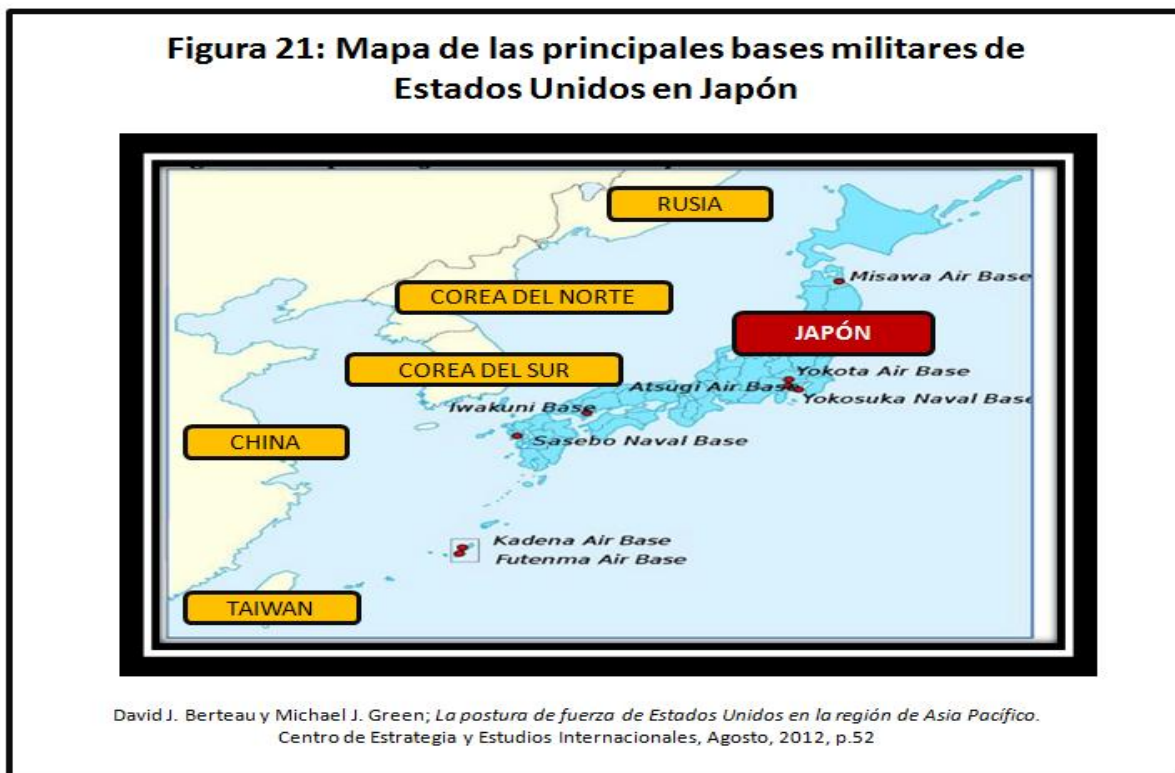 Figura 21: Mapa de las principales bases militares de
Estados Unidos en Japón
RUSIA
Misawa Air Base
COREA DEL NORTE
JAPÓN
COREA DEL SUR
Yokota Air Base
Atsugi Air Base
Yokosuka Naval Base
Iwakuni Base
CHINA
Sasebo Naval Base
Kadena Air Base
Futenma Air Base
TAIWAN
David J. Berteau y Michael J. Green; La postura de fuerza de Estados Unidos en la región de Asia Pacífico.
Centro de Estrategia y Estudios Internacionales, Agosto, 2012, p.52